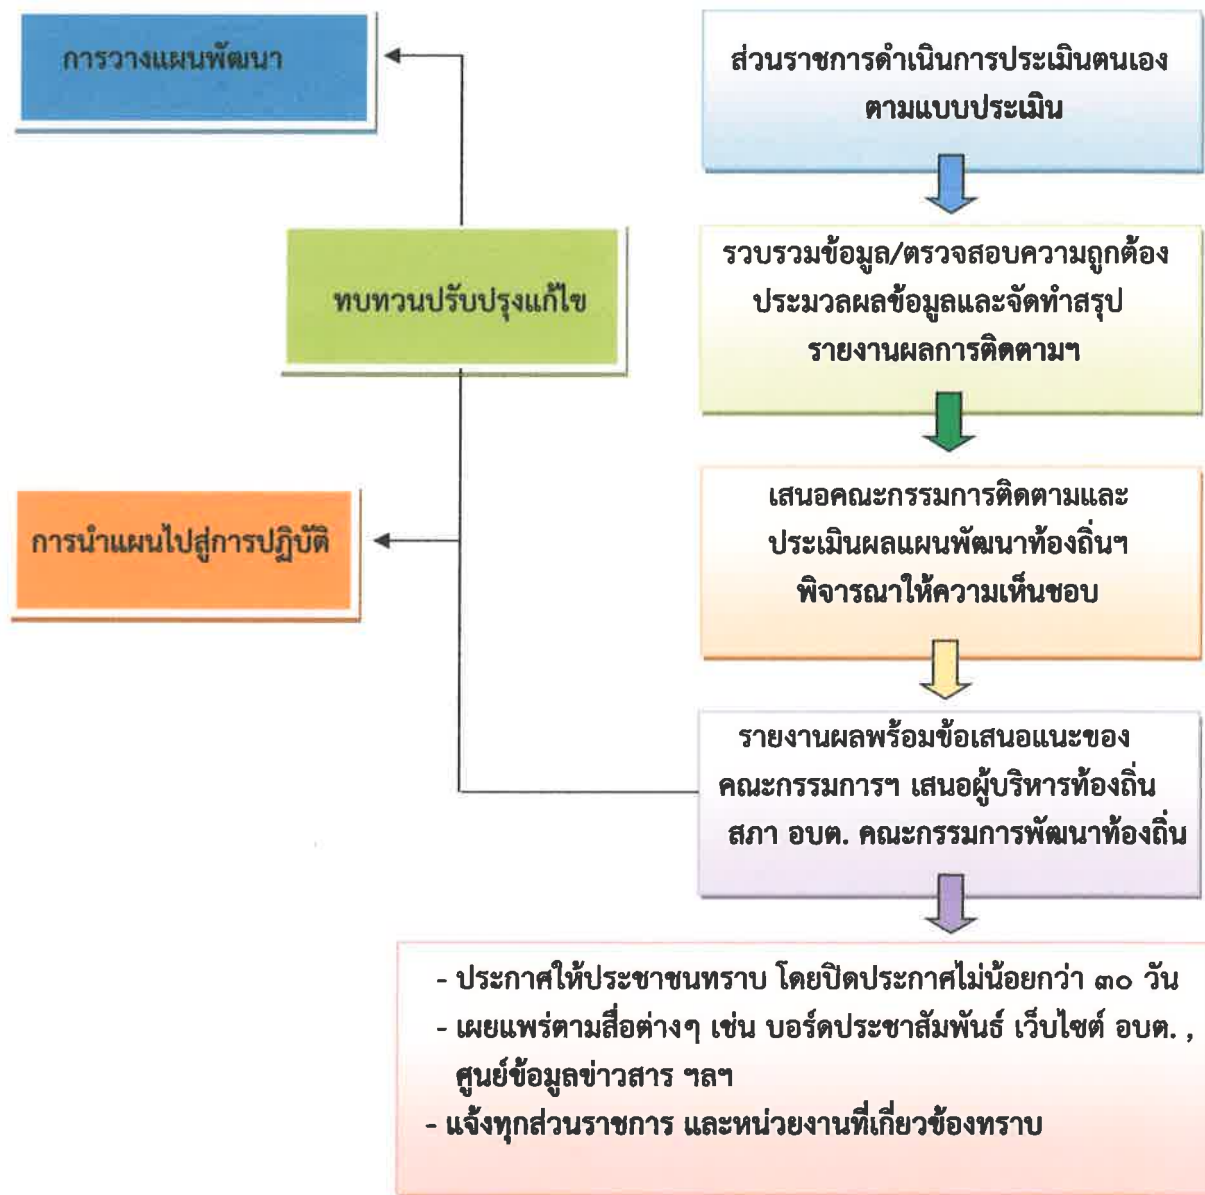 การวางแผนพัฒนา
ส่วนราชการดำเนินการประเมินตนเอง
ตามแบบประเมิน
ทบทวนปรับปรุงแก้ไข
รวบรวมข้อมูล/ตรวจสอบความถูกต้อง
ประมวลผลข้อมูลและจัดทำสรุป
รายงานผลการติดตามฯ
การนำแผนไปสู่การปฏิบัติ
เสนอคณะกรรมการติดตามและ
ประเมินผลแผนพัฒนาท้องถิ่นฯ
พิจารณาให้ความเห็นชอบ
รายงานผลพร้อมข้อเสนอแนะของ
คณะกรรมการฯ เสนอผู้บริหารท้องถิ่น
สภา อบต. คณะกรรมการพัฒนาท้องถิ่น
- ประกาศให้ประชาชนทราบ โดยปิดประกาศไม่น้อยกว่า ๓๐ วัน
- เผยแพร่ตามสื่อต่างๆ เช่น บอร์ดประชาสัมพันธ์ เว็บไซต์ อบต. ,
ศูนย์ข้อมูลข่าวสาร ฯลฯ
- แจ้งทุกส่วนราชการ และหน่วยงานที่เกี่ยวข้องทราบ